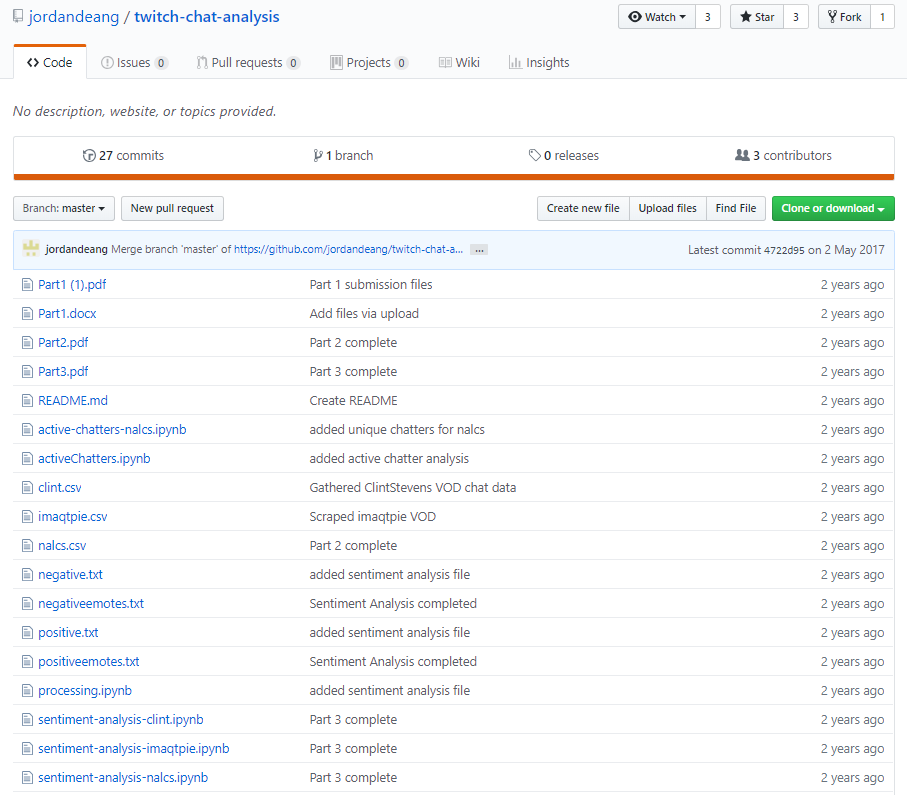 jordandeang / twitch-chat-analysis Watch 3 Star 3 Fork 1
Code Issues 0 Pull requests 0 Projects 0 Wiki Insights
No description, website, or topics provided.
27 commits 1 branch 0 releases 3 contributors
Branch: master New pull request Create new file Upload files Find File Clone or download
jordandeang Merge branch 'master' of https://github.com/jordandeang/twitch-chat-a... ... Latest commit 4722d95 on 2 May 2017
Part1 (1).pdf Part 1 submission files 2 years ago
Part1.docx Add files via upload 2 years ago
Part2.pdf Part 2 complete 2 years ago
Part3.pdf Part 3 complete 2 years ago
README.md Create README 2 years ago
active-chatters-nalcs.ipynb added unique chatters for nalcs 2 years ago
activeChatters.ipynb added active chatter analysis 2 years ago
clint.csv Gathered ClintStevens VOD chat data 2 years ago
imaqtpie.csv Scraped imaqtpie VOD 2 years ago
nalcs.csv Part 2 complete 2 years ago
negative.txt added sentiment analysis file 2 years ago
negativeemotes.txt Sentiment Analysis completed 2 years ago
positive.txt added sentiment analysis file 2 years ago
positiveemotes.txt Sentiment Analysis completed 2 years ago
processing.ipynb added sentiment analysis file 2 years ago
sentiment-analysis-clint.ipynb Part 3 complete 2 years ago
sentiment-analysis-imaqtpie.ipynb Part 3 complete 2 years ago
sentiment-analysis-nalcs.ipynb Part 3 complete 2 years ago